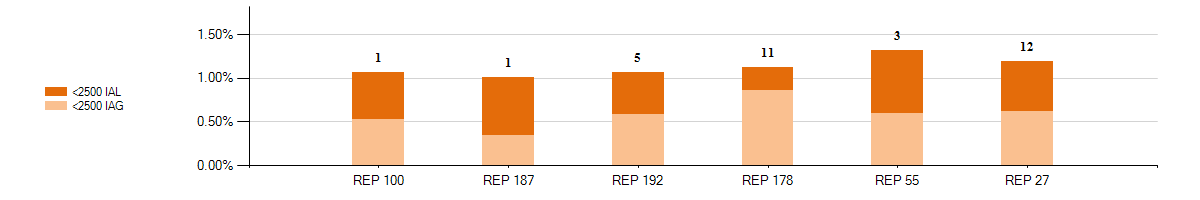 1.50%
1.00%
0.50%
0.00%
<2500 IAL
<2500 IAG
1
1
5
11
3
12
REP 100
REP 187
REP 192
REP 178
REP 55
REP 27